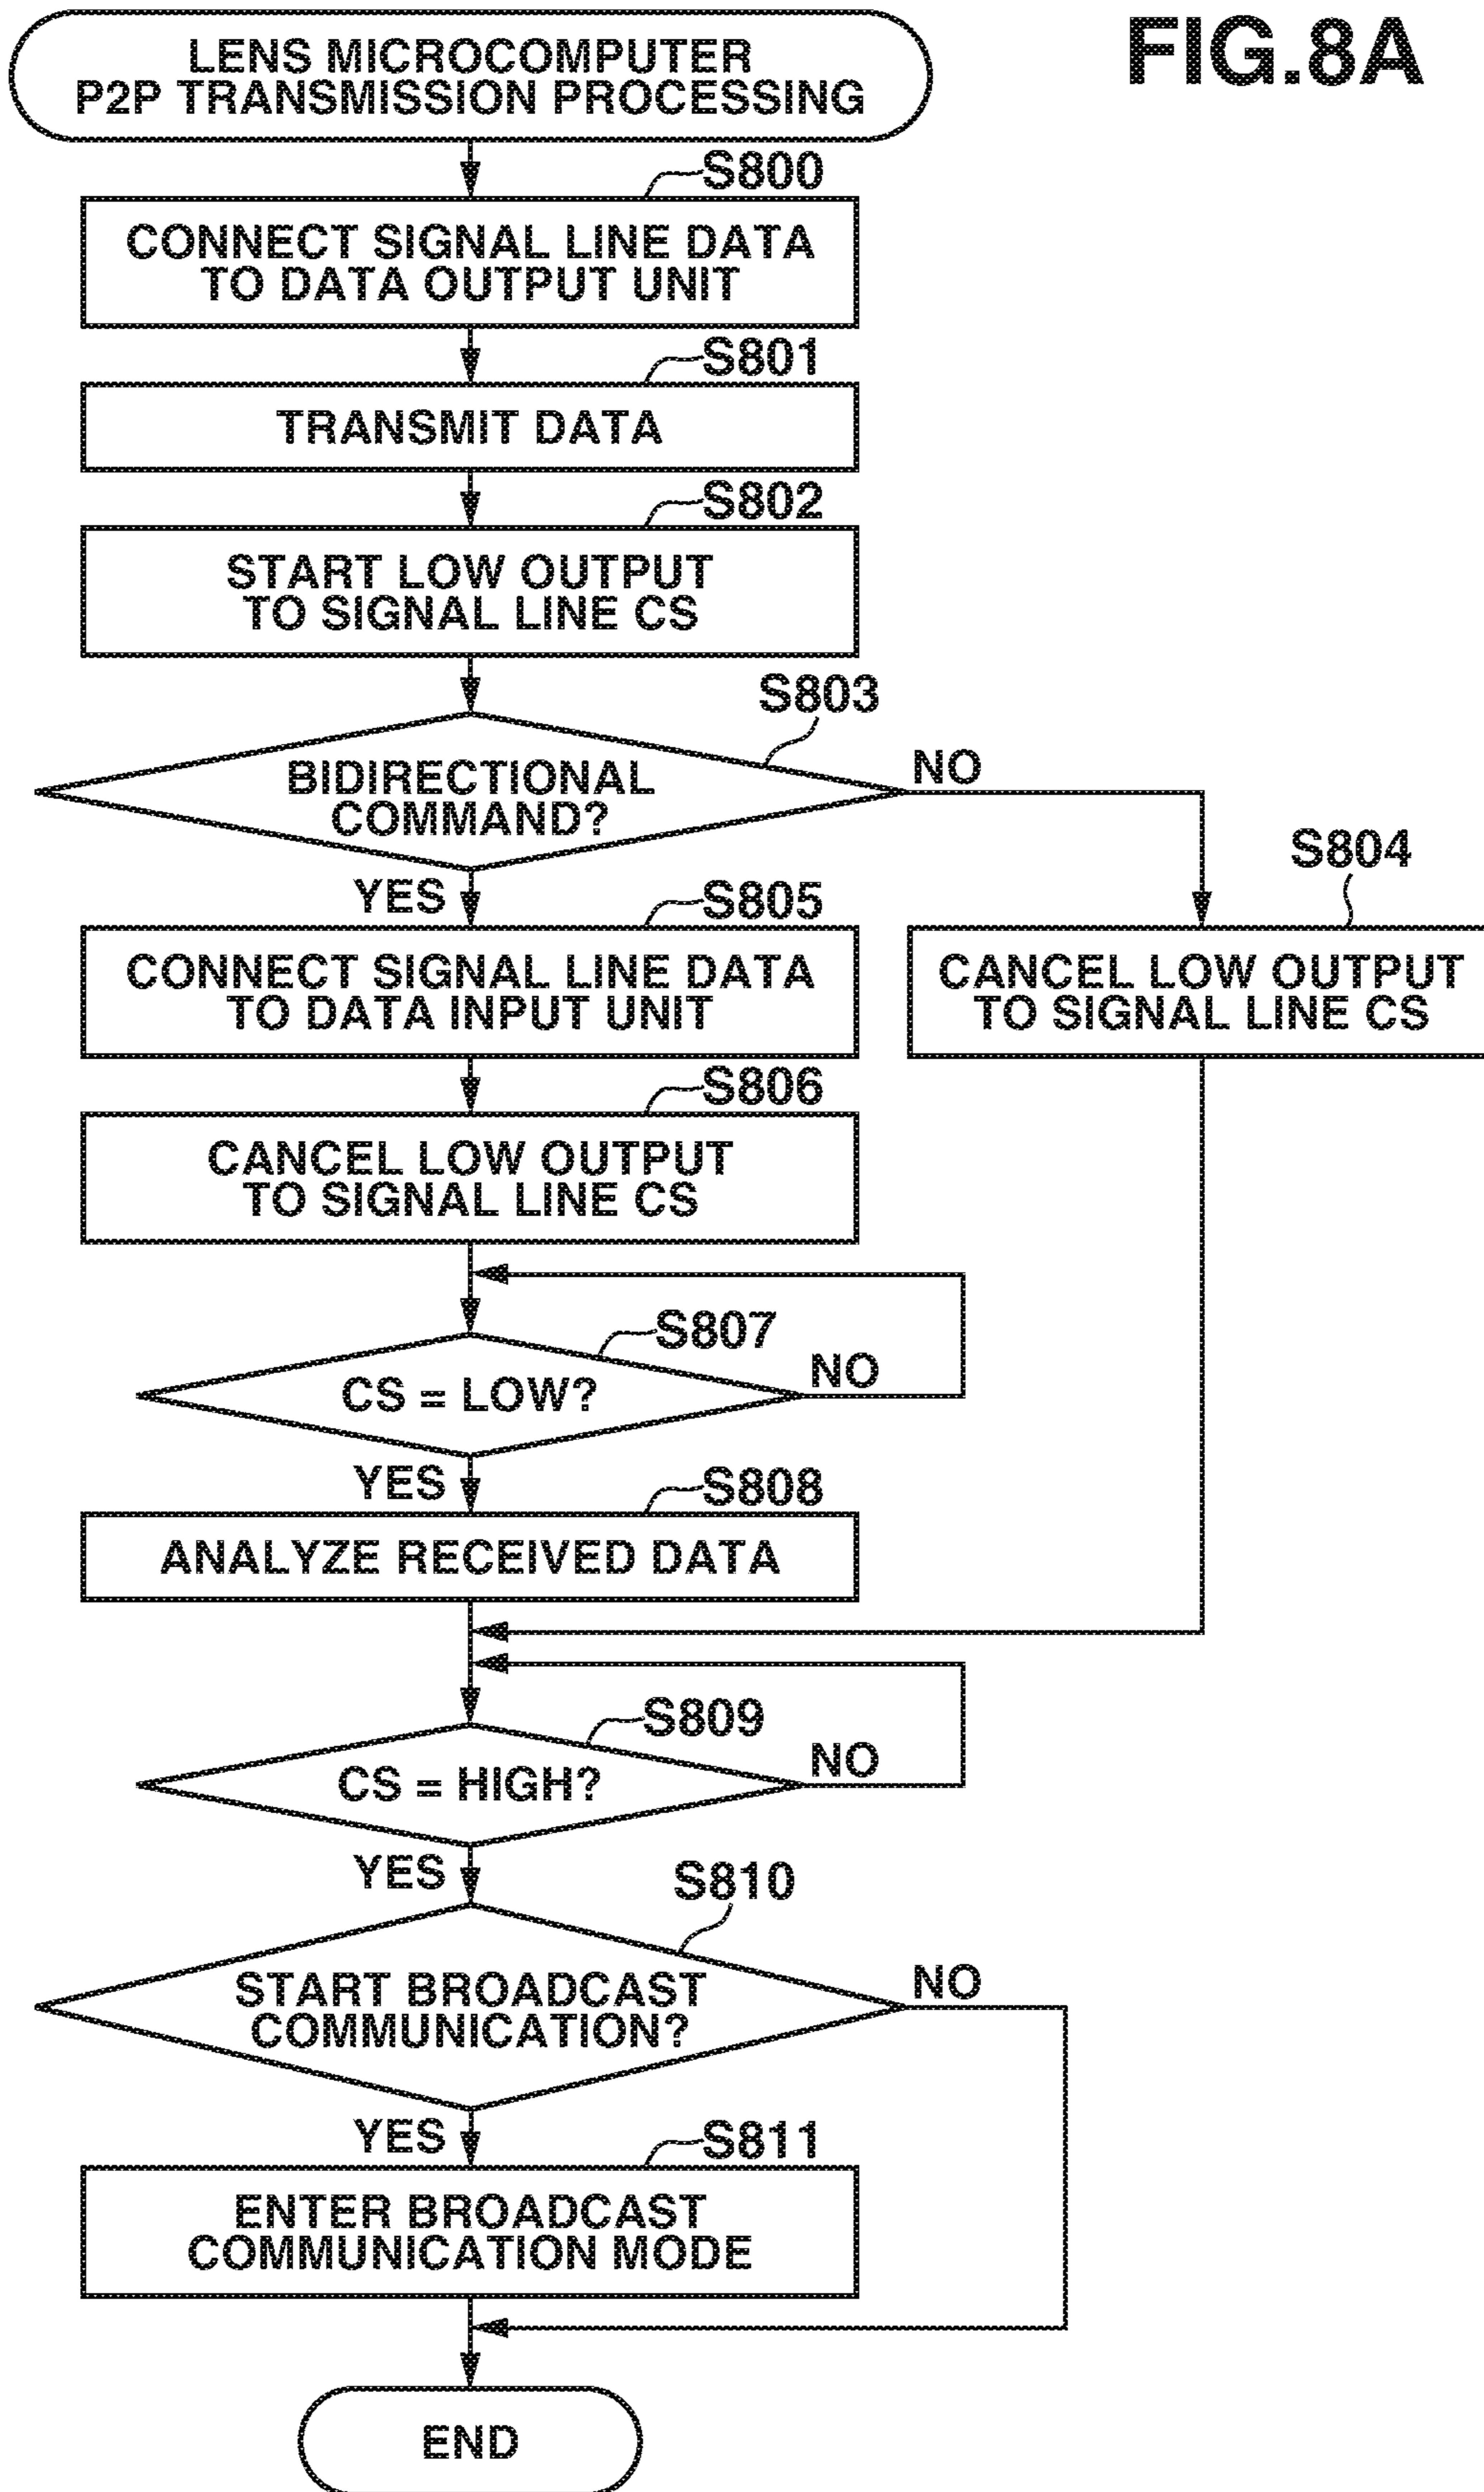 FIG.8A
LENS MICROCOMPUTER
P2P TRANSMISSION PROCESSING
S800
CONNECT SIGNAL LINE DATA
TO DATA OUTPUT UNIT
S801
TRANSMIT DATA
S802
START LOW OUTPUT
TO SIGNAL LINE CS
S803
BIDIRECTIONAL
COMMAND?
NO
YES
S804
CANCEL LOW OUTPUT
TO SIGNAL LINE CS
S805
CONNECT SIGNAL LINE DATA
TO DATA INPUT UNIT
S806
CANCEL LOW OUTPUT
TO SIGNAL LINE CS
S807
CS = LOW?
NO
YES
S808
ANALYZE RECEIVED DATA
S809
CS = HIGH?
NO
YES
S810
START BROADCAST
COMMUNICATION?
NO
YES
S811
ENTER BROADCAST
COMMUNICATION MODE
END